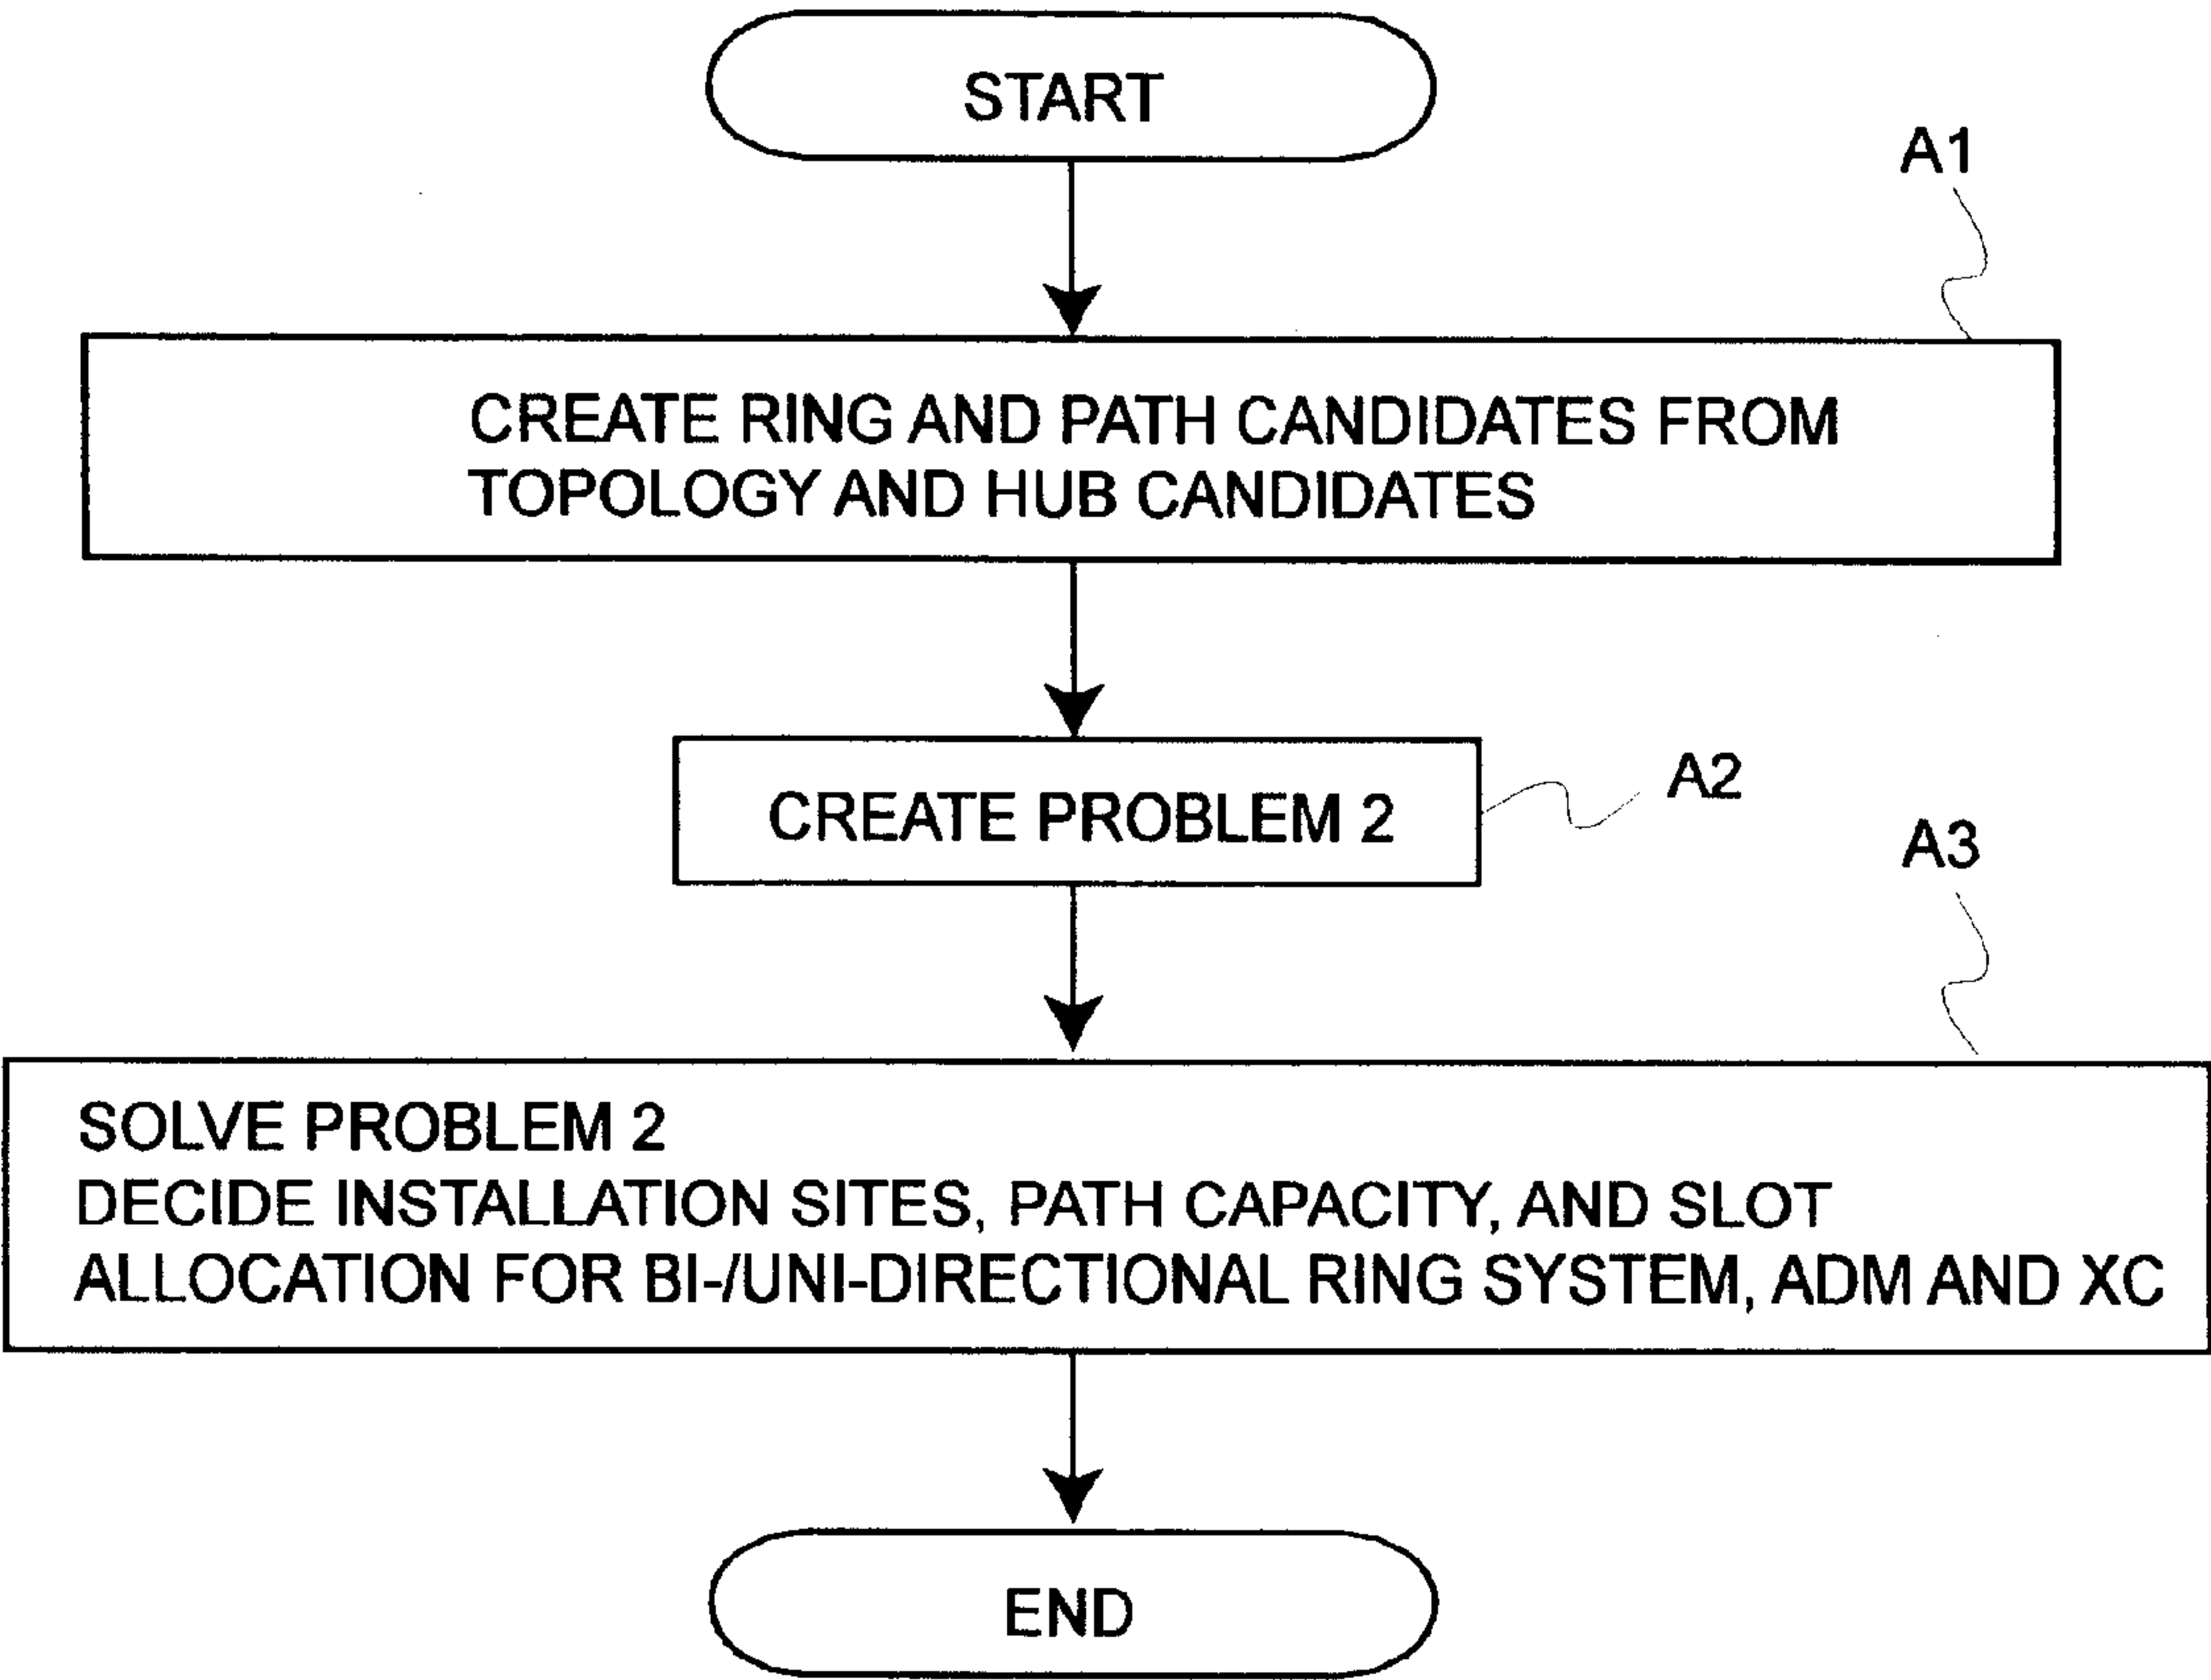 START
A1
CREATE RING AND PATH CANDIDATES FROM
TOPOLOGY AND HUB CANDIDATES
CREATE PROBLEM 2
A2
A3
SOLVE PROBLEM 2
DECIDE INSTALLATION SITES, PATH CAPACITY, AND SLOT
ALLOCATION FOR BI-/UNI-DIRECTIONAL RING SYSTEM, ADM AND XC
END